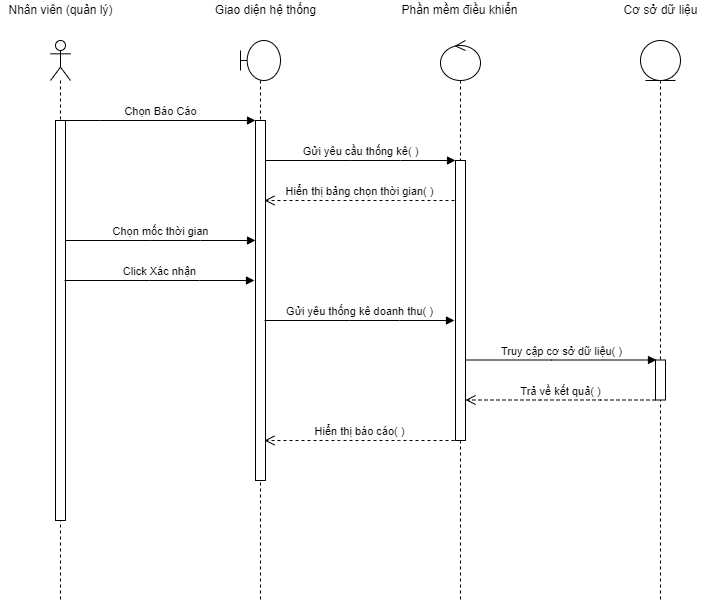 Nhân viên (quản lý)
Giao diện hệ thống
Phần mềm điều khiển
Cơ sở dữ liệu
Chọn Báo Cáo
Gửi yêu cầu thống kê( )
Hiển thị bảng chọn thời gian( )
Chọn mốc thời gian
Click Xác nhận
Gửi yêu thống kê doanh thu( )
Truy cập cơ sở dữ liệu( )
Trả về kết quả( )
Hiển thị báo cáo( )